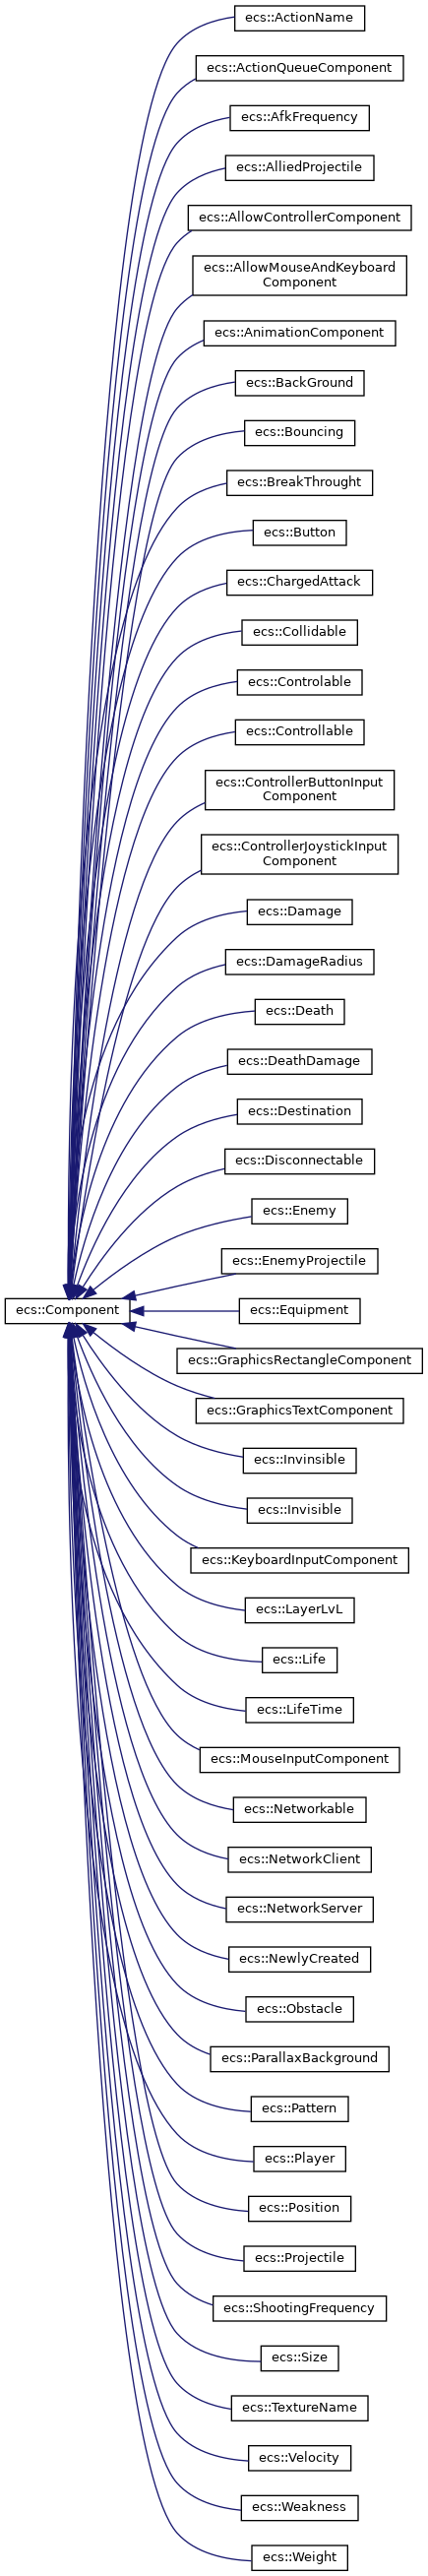 ecs::ActionName
ecs::ActionQueueComponent
ecs::AfkFrequency
ecs::AlliedProjectile
ecs::AllowControllerComponent
ecs::AllowMouseAndKeyboard
Component
ecs::AnimationComponent
ecs::BackGround
ecs::Bouncing
ecs::BreakThrought
ecs::Button
ecs::ChargedAttack
ecs::Collidable
ecs::Controlable
ecs::Controllable
ecs::ControllerButtonInput
Component
ecs::ControllerJoystickInput
Component
ecs::Damage
ecs::DamageRadius
ecs::Death
ecs::DeathDamage
ecs::Destination
ecs::Disconnectable
ecs::Enemy
ecs::EnemyProjectile
ecs::Component
ecs::Equipment
ecs::GraphicsRectangleComponent
ecs::GraphicsTextComponent
ecs::Invinsible
ecs::Invisible
ecs::KeyboardInputComponent
ecs::LayerLvL
ecs::Life
ecs::LifeTime
ecs::MouseInputComponent
ecs::Networkable
ecs::NetworkClient
ecs::NetworkServer
ecs::NewlyCreated
ecs::Obstacle
ecs::ParallaxBackground
ecs::Pattern
ecs::Player
ecs::Position
ecs::Projectile
ecs::ShootingFrequency
ecs::Size
ecs::TextureName
ecs::Velocity
ecs::Weakness
ecs::Weight